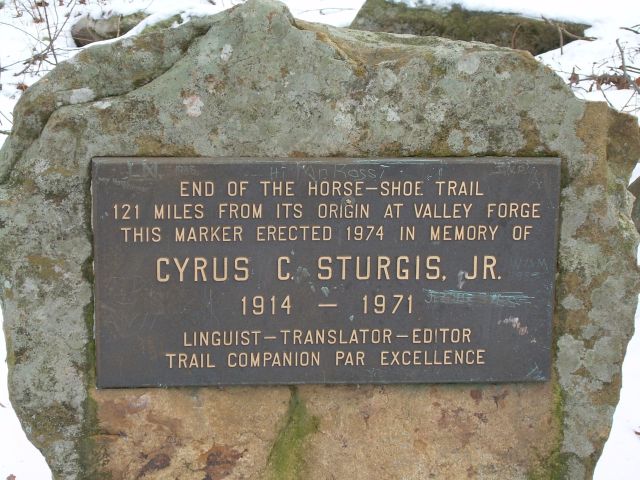 END OF THE HORSE-SHOE TRAIL
121 MILES FROM ITS ORIGIN AT VALLEY FORGE
THIS MARKER ERECTED 1974 IN MEMORY OF
CYRUS C. STURGIS, JR.
1914 - 1971
LINGUIST-TRANSLATOR-EDITOR
TRAIL COMPANION PAR EXCELLENCE